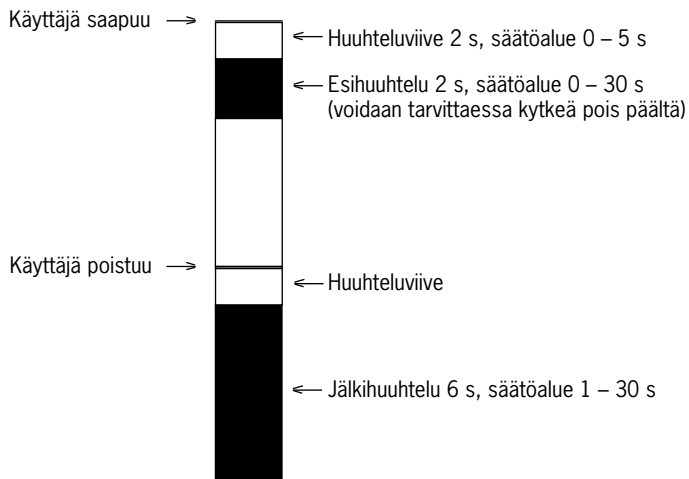 Käyttäjä saapuu
Huuhteluviive 2 s, säätöalue 0 – 5 s
Esihuuhtelu 2 s, säätöalue 0 – 30 s
(voidaan tarvittaessa kytkeä pois päältä)
Käyttäjä poistuu
Huuhteluviive
Jälkihuuhtelu 6 s, säätöalue 1 – 30 s